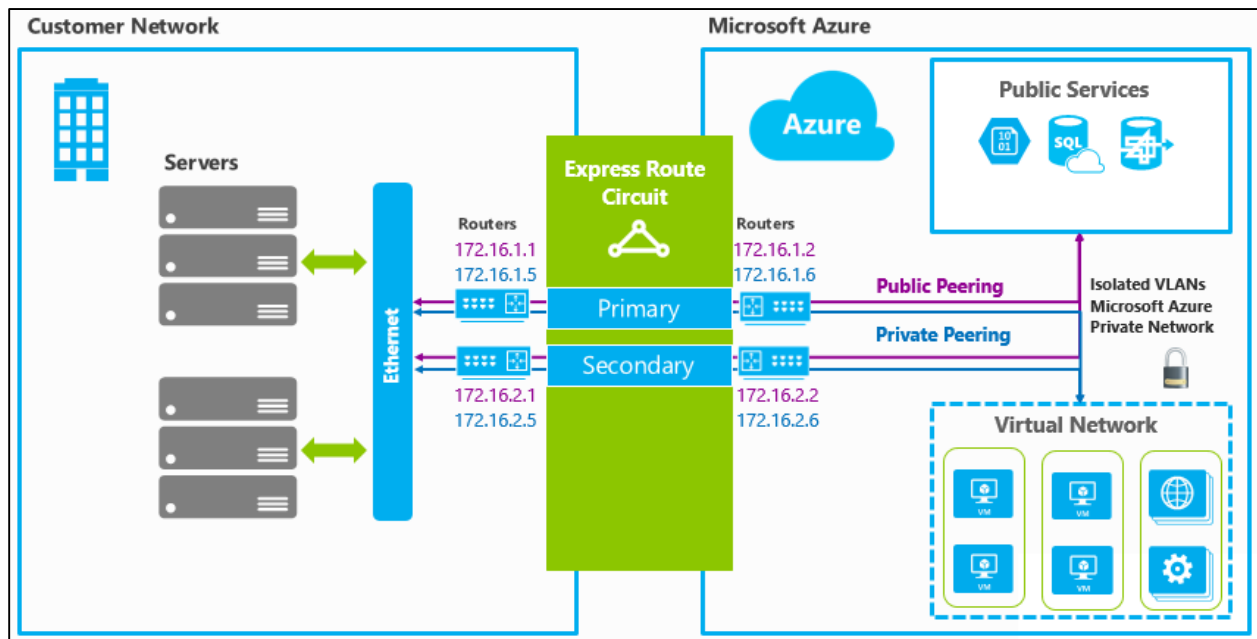 Customer Network
Microsoft Azure
Public Services
10
01
SQL
Azure
Servers
Express Route
Circuit
Routers
172.16.1.1
172.16.1.5
Routers
172.16.1.2
172.16.1.6
Ethernet
Primary
Public Peering
Isolated VLANs
Microsoft Azure
Private Network
Private Peering
Secondary
172.16.2.1
172.16.2.5
172.16.2.2
172.16.2.6
Virtual Network
VM
VM
VM
VM